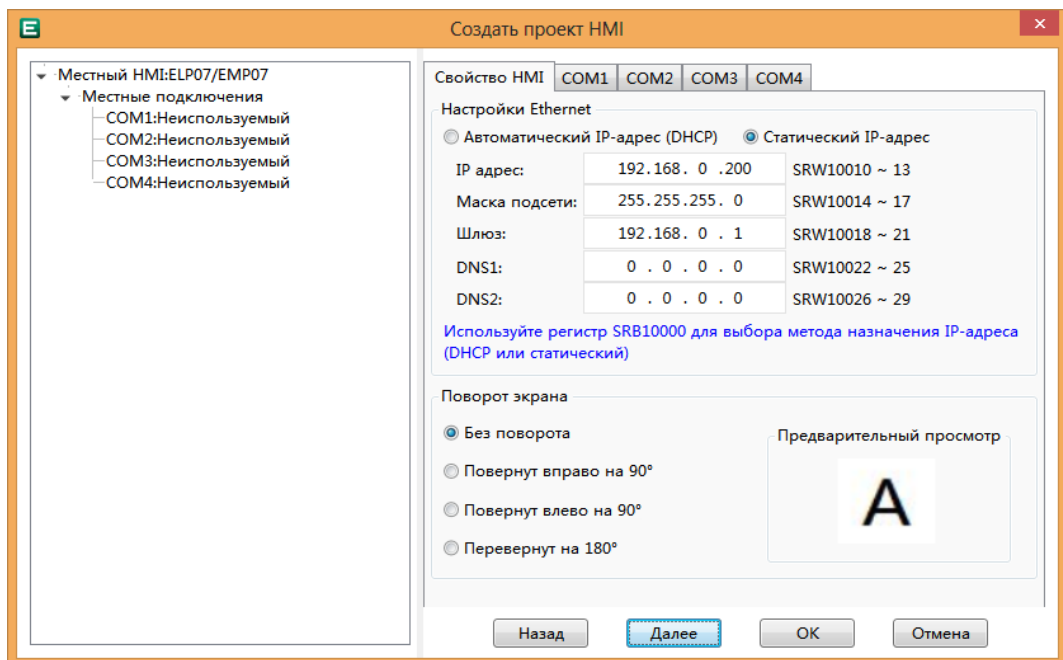 E
Создать проект HMI
×
Местный HMI:ELP07/EMP07
Местные подключения
COM1:Неиспользуемый
COM2:Неиспользуемый
COM3:Неиспользуемый
COM4:Неиспользуемый
Свойство HMI COM1 COM2 COM3 COM4
Настройки Ethernet
Автоматический IP-адрес (DHCP) Статический IP-адрес
IP адрес: 192.168. 0 .200 SRW10010 ~ 13
Маска подсети: 255.255.255. 0 SRW10014 ~ 17
Шлюз: 192.168. 0 . 1 SRW10018 ~ 21
DNS1: 0 . 0 . 0 . 0 SRW10022 ~ 25
DNS2: 0 . 0 . 0 . 0 SRW10026 ~ 29
Используйте регистр SRB10000 для выбора метода назначения IP-адреса
(DHCP или статический)
Поворот экрана
Без поворота
Повернут вправо на 90°
Повернут влево на 90°
Перевернут на 180°
Предварительный просмотр
A
Назад Далее OK Отмена